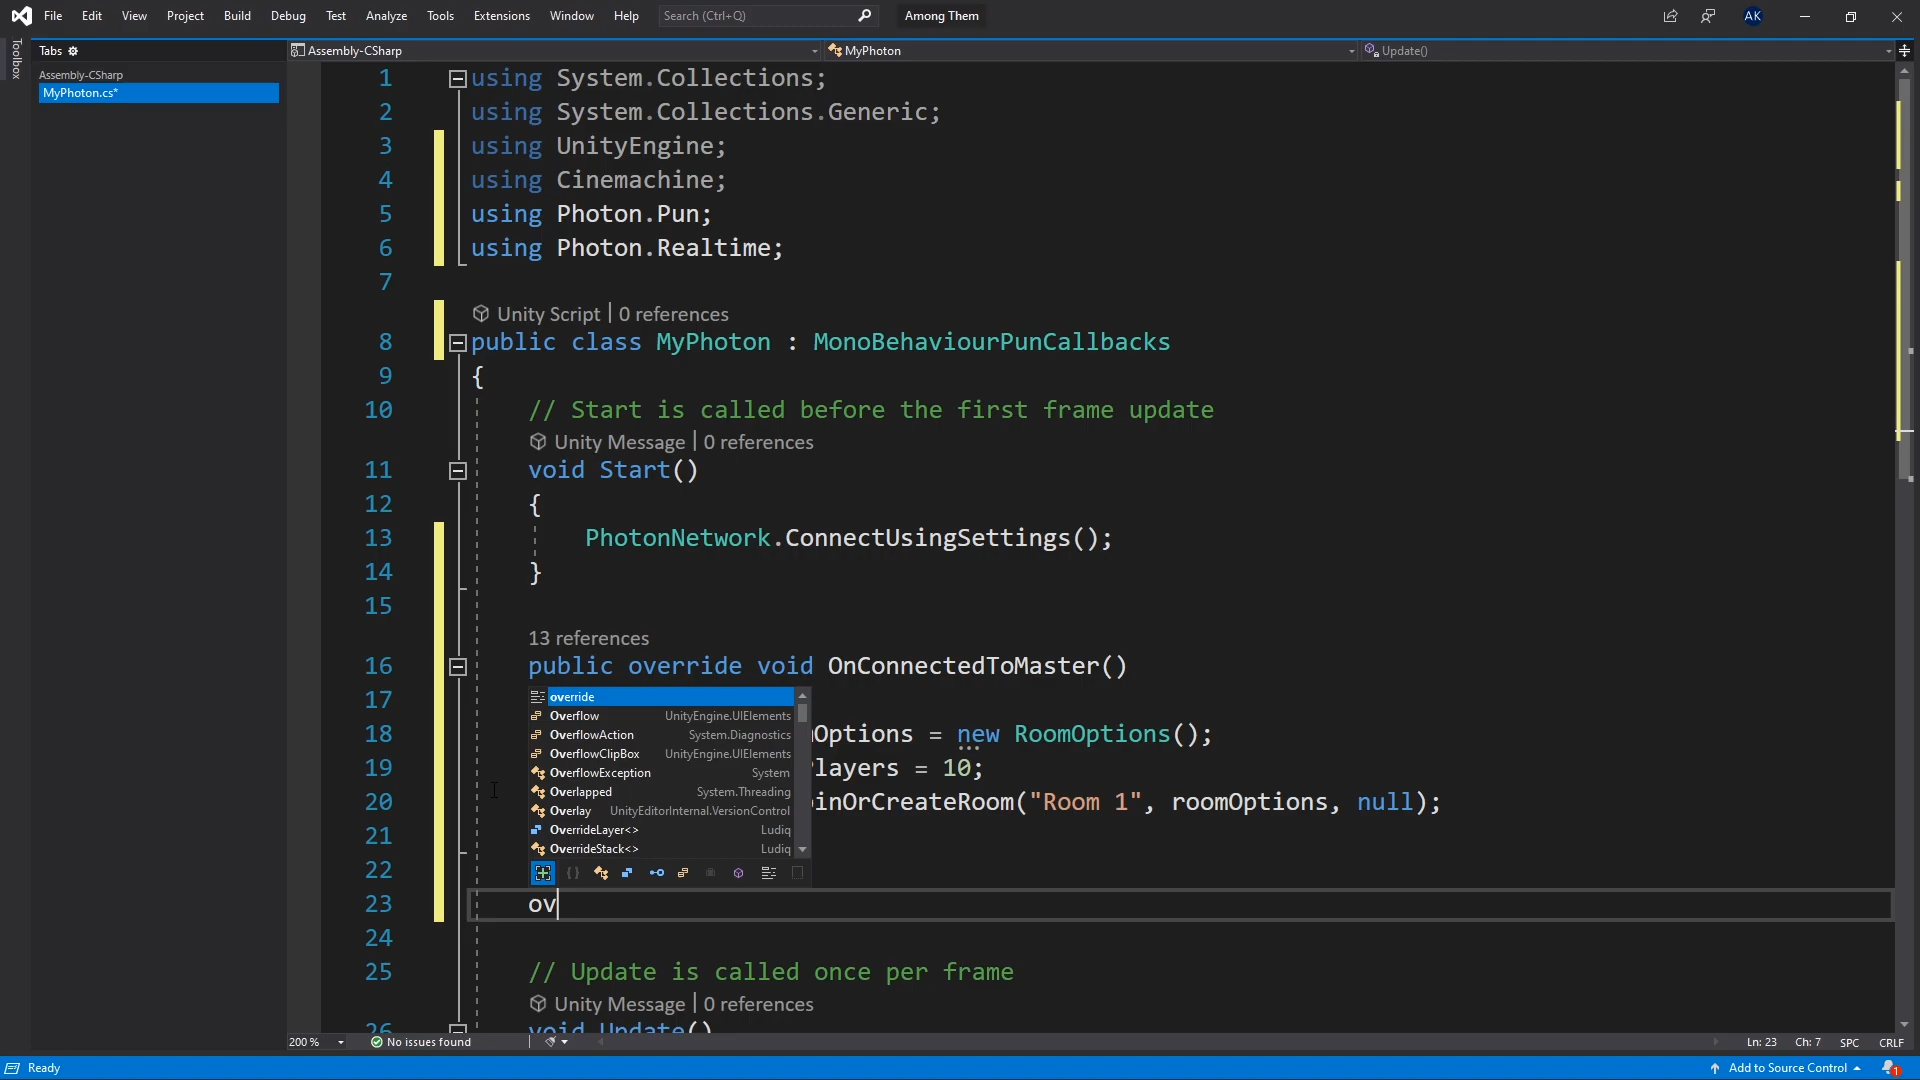 File Edit View Project Build Debug Test Analyze Tools Extensions Window Help Search (Ctrl+Q) Among Them AK
Toolbox
Tabs
Assembly-CSharp
MyPhoton.cs*
Assembly-CSharp MyPhoton Update()
1 using System.Collections;
2 using System.Collections.Generic;
3 using UnityEngine;
4 using Cinemachine;
5 using Photon.Pun;
6 using Photon.Realtime;
7
Unity Script | 0 references
8 public class MyPhoton : MonoBehaviourPunCallbacks
9 {
10 // Start is called before the first frame update
Unity Message | 0 references
11 void Start()
12 {
13 PhotonNetwork.ConnectUsingSettings();
14 }
15
13 references
16 public override void OnConnectedToMaster()
17
18 Options = new RoomOptions();
19 layers = 10;
20 inOrCreateRoom("Room 1", roomOptions, null);
21
22
override
Overflow UnityEngine.UIElements
OverflowAction System.Diagnostics
OverflowClipBox UnityEngine.UIElements
OverflowException System
Overlapped System.Threading
Overlay UnityEditorInternal.VersionControl
OverrideLayer<> Ludiq
OverrideStack<> Ludiq
23 ov
24
25 // Update is called once per frame
Unity Message | 0 references
26 void Update()
200 % No issues found Ln: 23 Ch: 7 SPC CRLF
Ready Add to Source Control 1